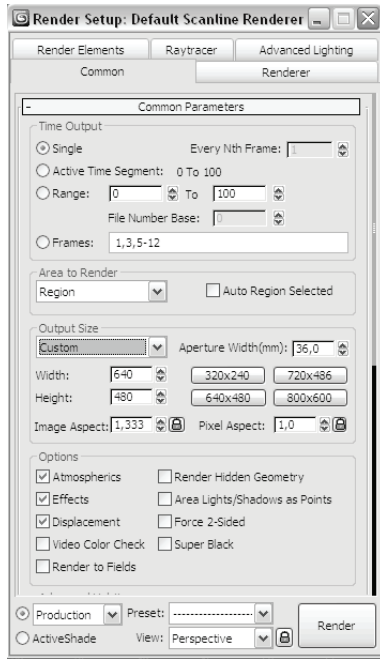 Render Setup: Default Scanline Renderer
Render Elements Raytracer Advanced Lighting
Common Renderer
- Common Parameters
Time Output
Single Every Nth Frame: 1
Active Time Segment: 0 To 100
Range: 0 To 100
File Number Base: 0
Frames: 1,3,5-12
Area to Render
Region Auto Region Selected
Output Size
Custom Aperture Width(mm): 36,0
Width: 640 320x240 720x486
Height: 480 640x480 800x600
Image Aspect: 1,333 Pixel Aspect: 1,0
Options
Atmospherics Render Hidden Geometry
Effects Area Lights/Shadows as Points
Displacement Force 2-Sided
Video Color Check Super Black
Render to Fields
Production Preset: --------------------
ActiveShade View: Perspective Render